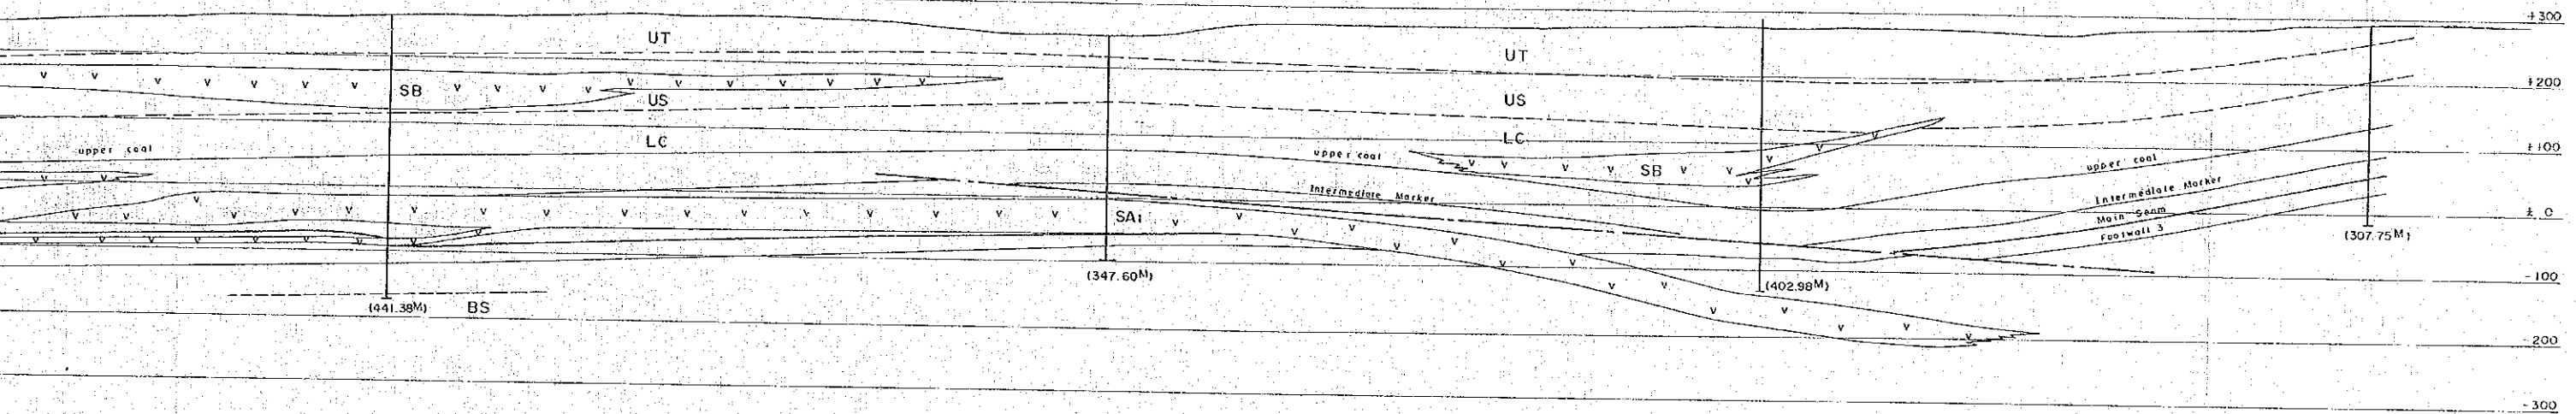 +300
UT
UT
+200
SB
US
US
LC
LC
+100
upper coal
upper coal
SB
upper coal
Intermediate Marker
Intermediate Marker
SA1
Main Seam
± 0
Footwall 3
(307.75M)
(347.60M)
-100
(402.98M)
(441.38M)
BS
-200
-300